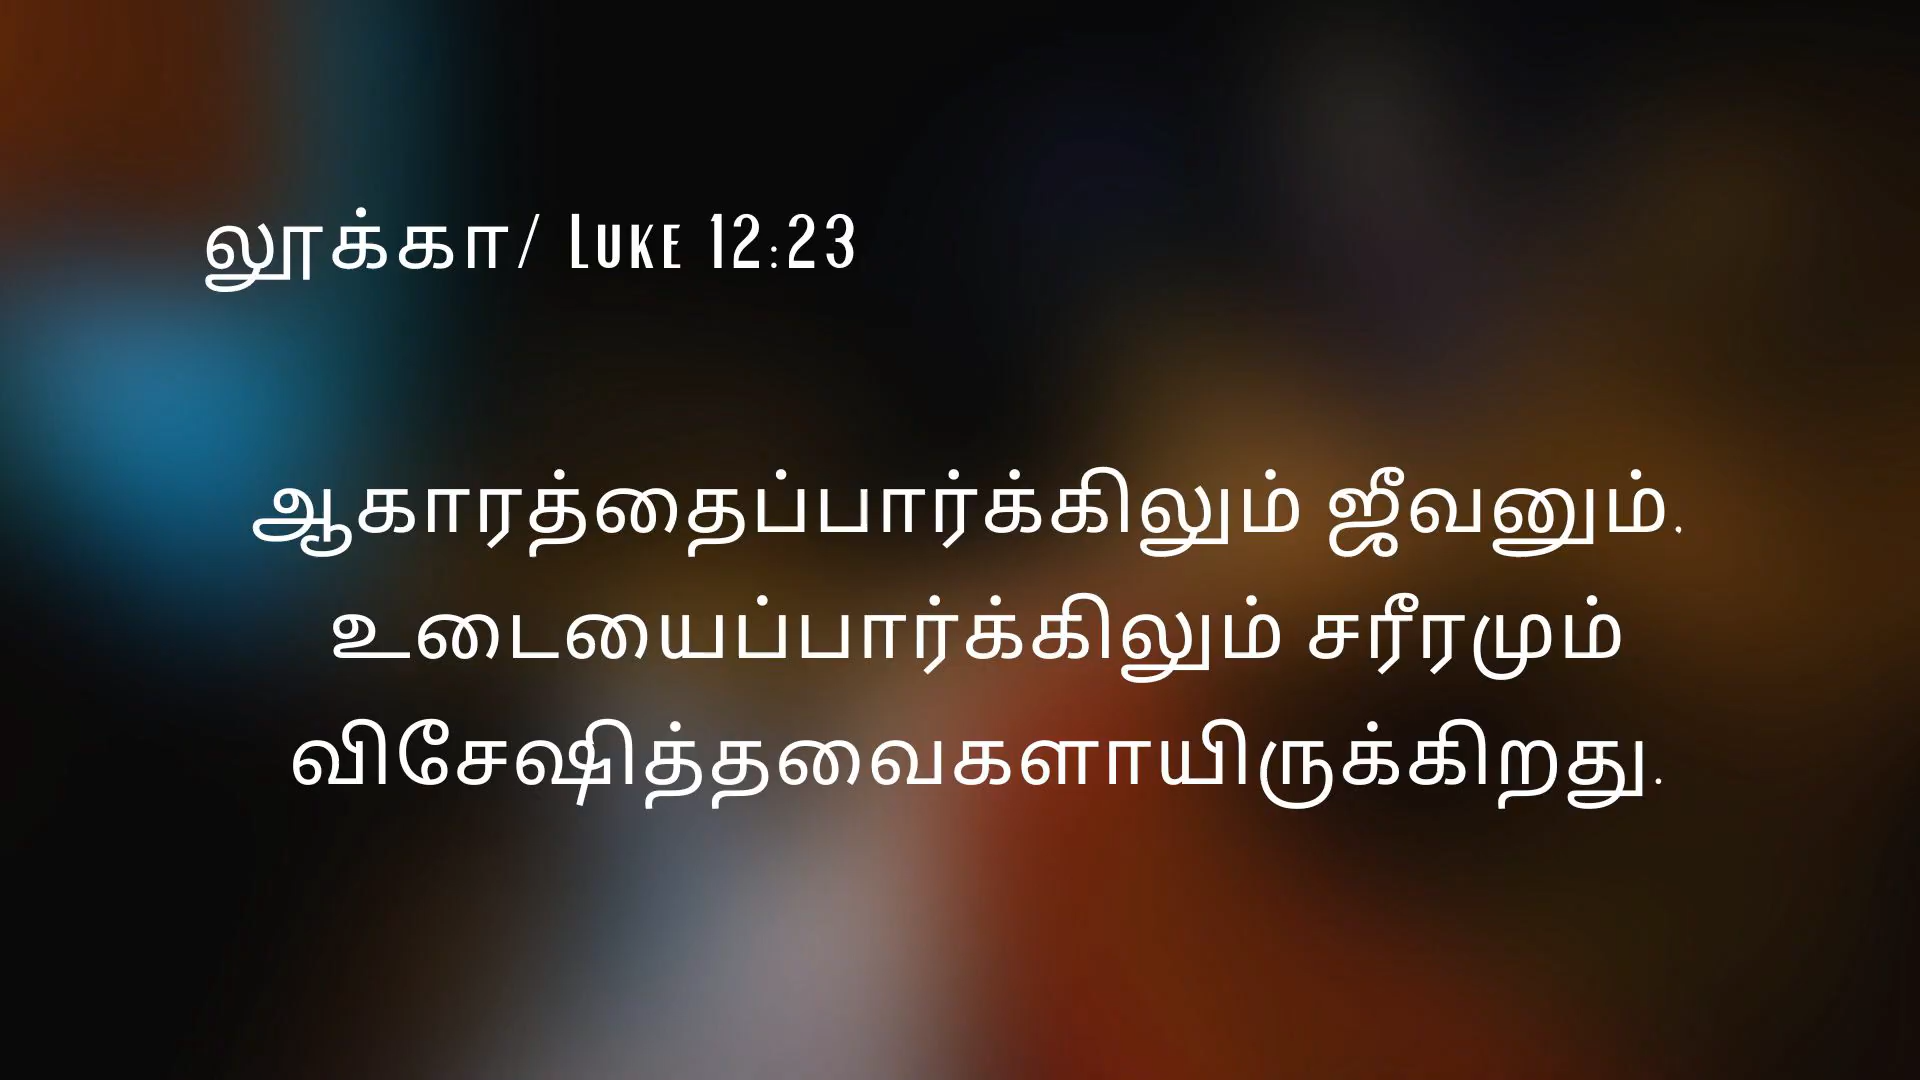 லூக்கா/ Luke 12:23
ஆகாரத்தைப்பார்க்கிலும் ஜீவனும்,
உடையைப்பார்க்கிலும் சரீரமும்
விசேஷித்தவைகளாயிருக்கிறது.